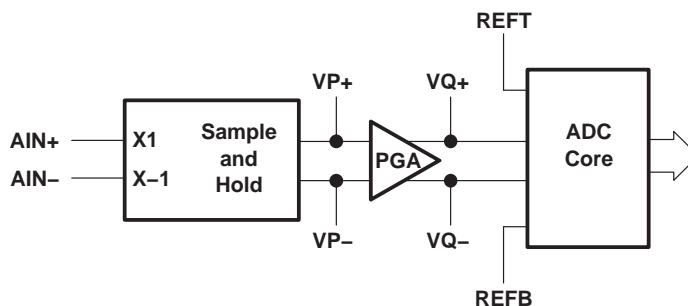 REFT
VP+
VQ+
AIN+
X1
Sample
and
Hold
PGA
ADC
Core
AIN−
X−1
VP−
VQ−
REFB